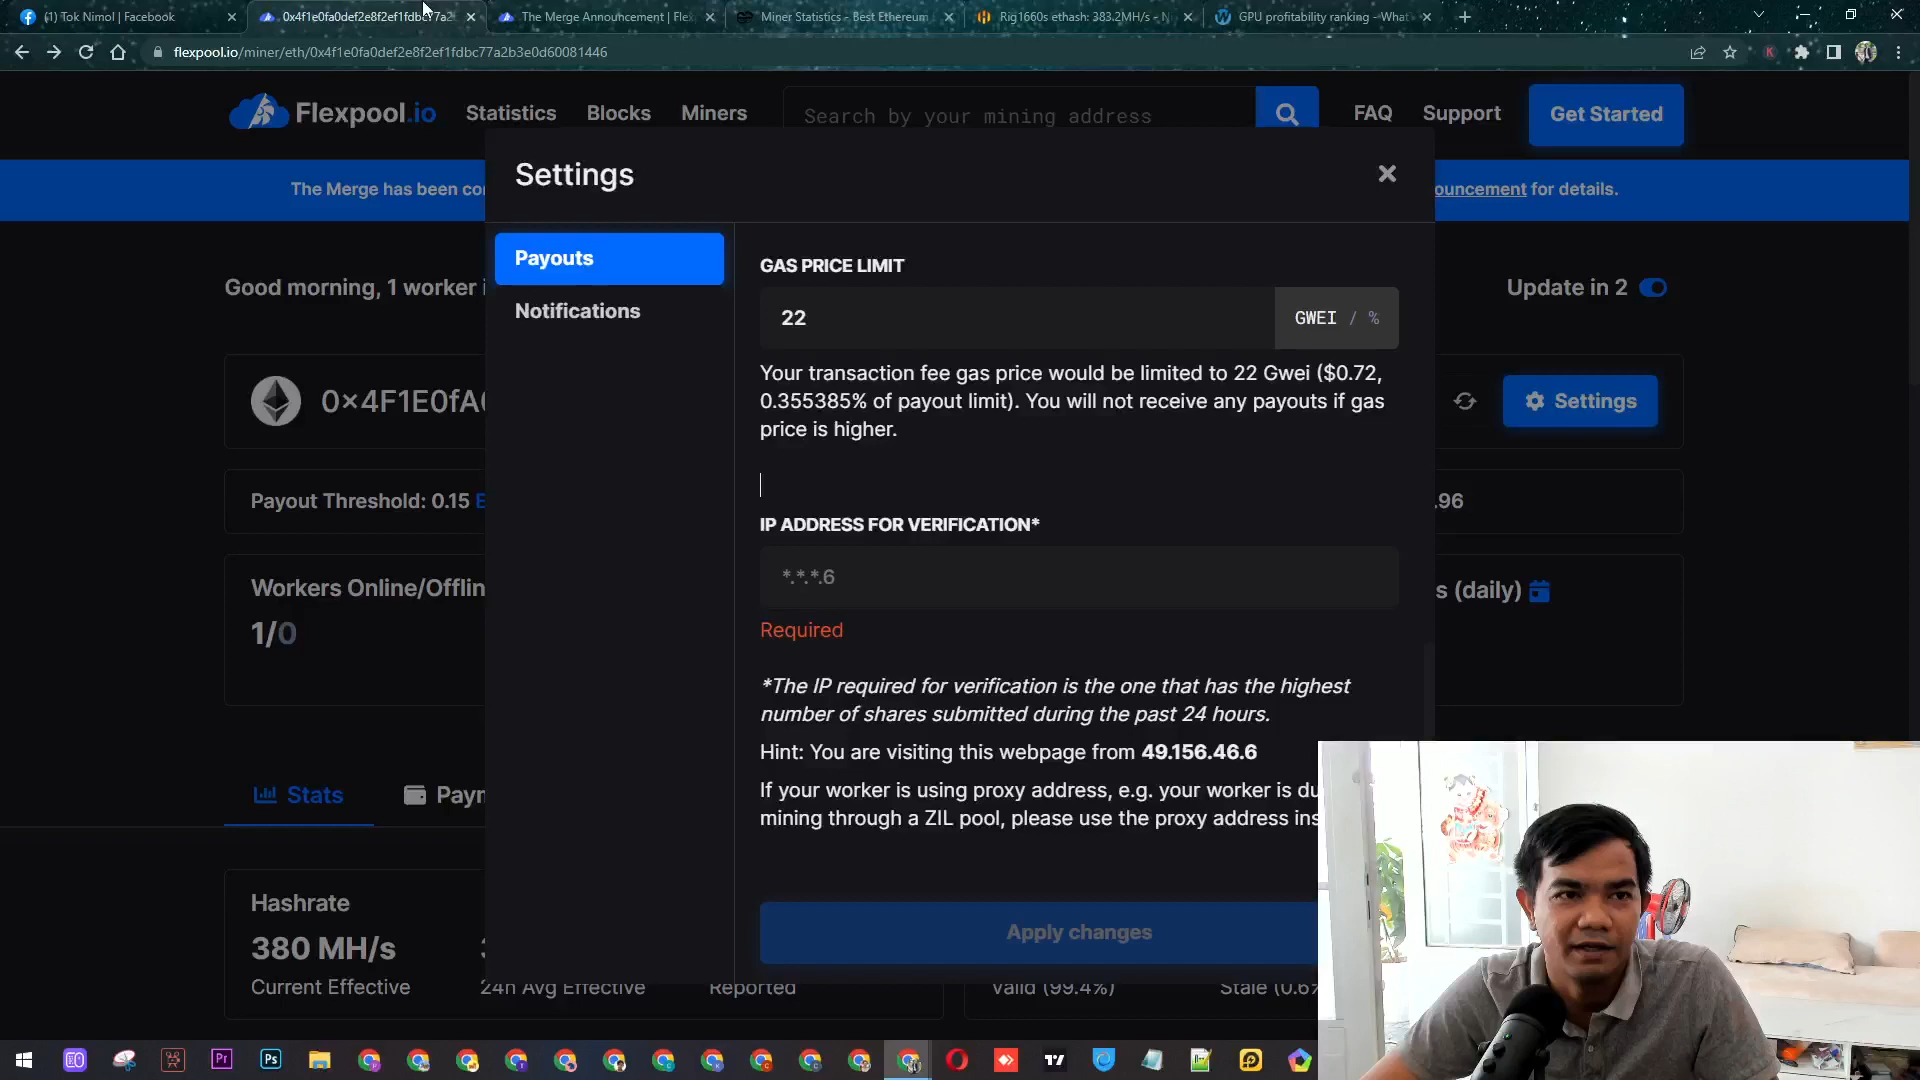 (1) Tok Nimol | Facebook
0x4f1e0fa0def2e8f2ef1fdbc77a2
The Merge Announcement | Flex
Miner Statistics - Best Ethereum
Rig1660s ethash: 383.2MH/s - N
GPU profitability ranking - What
flexpool.io/miner/eth/0x4f1e0fa0def2e8f2ef1fdbc77a2b3e0d60081446
Flexpool.io
Statistics
Blocks
Miners
Search by your mining address
FAQ
Support
Get Started
The Merge has been co
ouncement for details.
Settings
Payouts
Notifications
Good morning, 1 worker i
Update in 2
GAS PRICE LIMIT
22
GWEI / %
Your transaction fee gas price would be limited to 22 Gwei ($0.72,
0.355385% of payout limit). You will not receive any payouts if gas
price is higher.
0×4F1E0fA
Settings
Payout Threshold: 0.15 E
.96
IP ADDRESS FOR VERIFICATION*
*.*.*.6
Required
Workers Online/Offlin
1/0
s (daily)
*The IP required for verification is the one that has the highest
number of shares submitted during the past 24 hours.
Hint: You are visiting this webpage from 49.156.46.6
If your worker is using proxy address, e.g. your worker is du
mining through a ZIL pool, please use the proxy address ins
Stats
Paym
Apply changes
Hashrate
380 MH/s
Current Effective
24h Avg Effective
Reported
Valid (99.4%)
Stale (0.6%